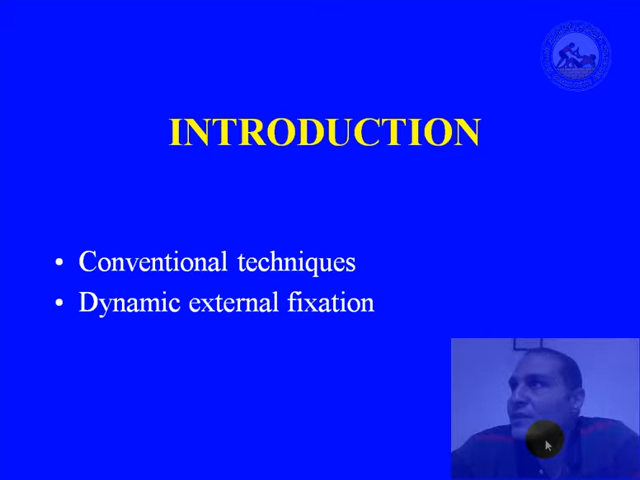 INTRODUCTION
• Conventional techniques
• Dynamic external fixation